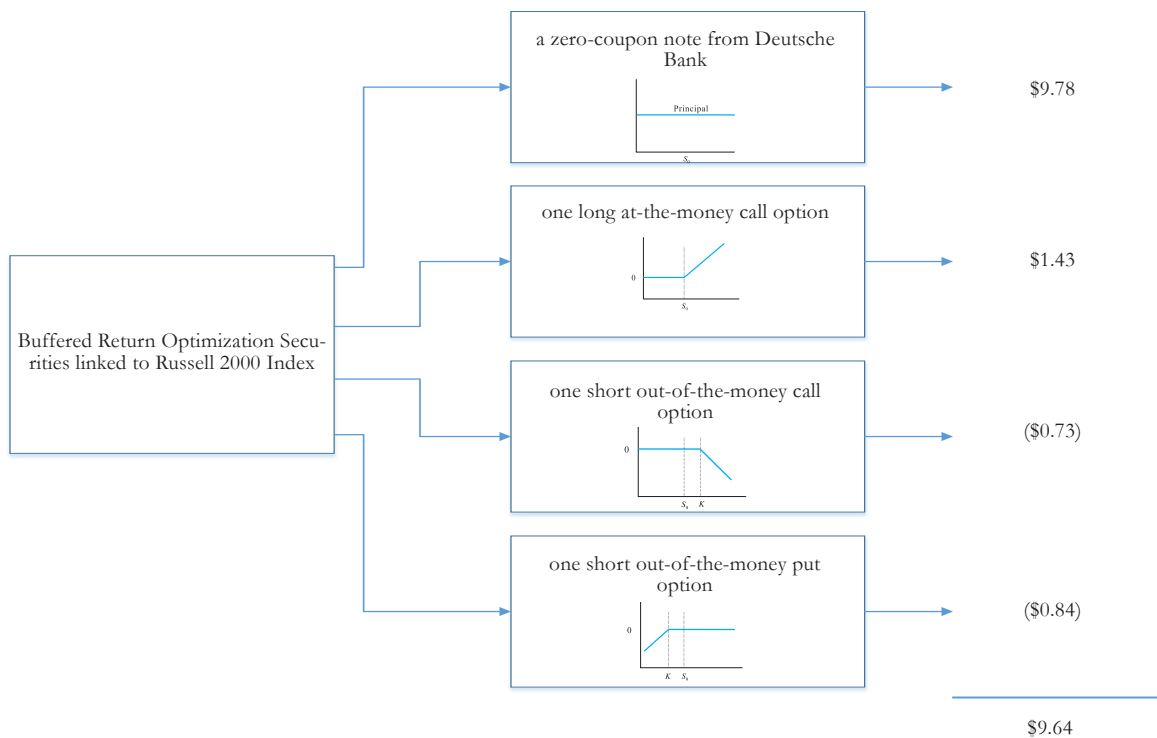 a zero-coupon note from Deutsche
Bank
Principal
S₀
$9.78
one long at-the-money call option
0
S₀
$1.43
Buffered Return Optimization Secu-
rities linked to Russell 2000 Index
one short out-of-the-money call
option
0
S₀ K
($0.73)
one short out-of-the-money put
option
0
K S₀
($0.84)
$9.64